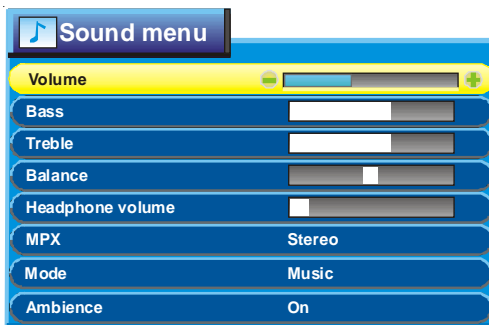 Sound menu
Volume
Bass
Treble
Balance
Headphone volume
MPX Stereo
Mode Music
Ambience On